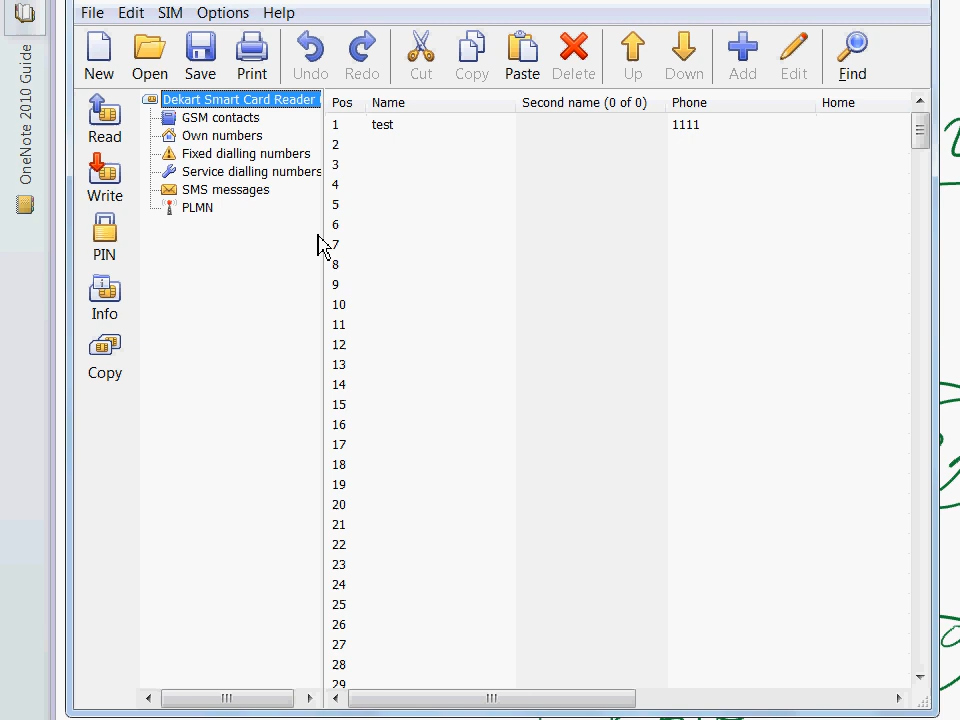 File Edit SIM Options Help
New Open Save Print Undo Redo Cut Copy Paste Delete Up Down Add Edit Find
OneNote 2010 Guide
Read
Write
PIN
Info
Copy
Dekart Smart Card Reader
GSM contacts
Own numbers
Fixed dialling numbers
Service dialling numbers
SMS messages
PLMN
Pos Name Second name (0 of 0) Phone Home
1 test 1111
2
3
4
5
6
7
8
9
10
11
12
13
14
15
16
17
18
19
20
21
22
23
24
25
26
27
28
29